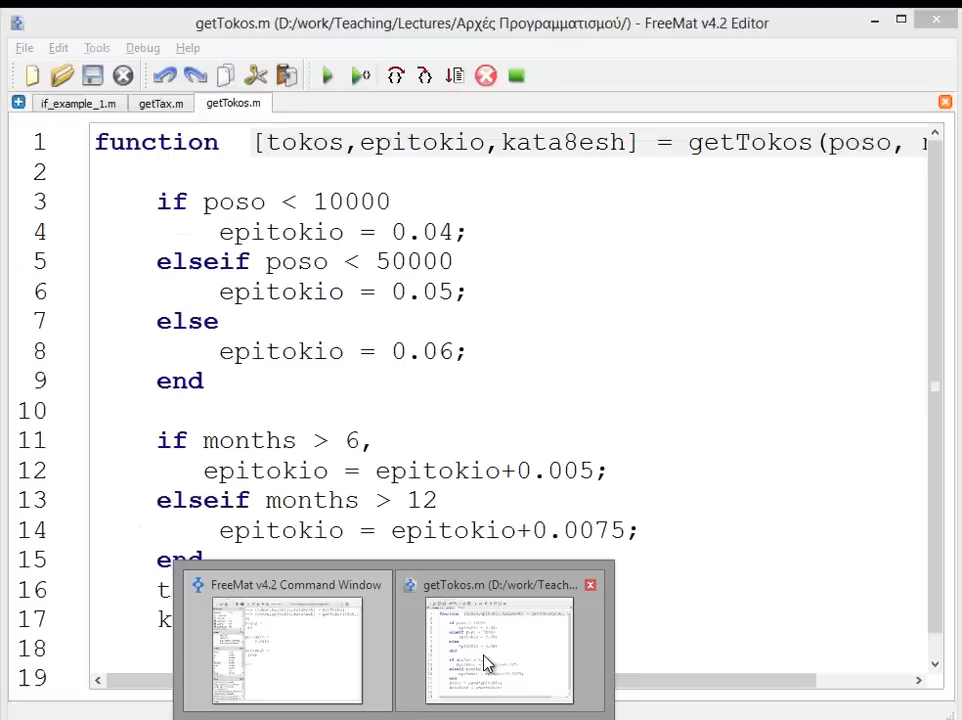 getTokos.m (D:/work/Teaching/Lectures/Αρχές Προγραμματισμού/) - FreeMat v4.2 Editor
File Edit Tools Debug Help
if_example_1.m getTax.m getTokos.m
1 function [tokos,epitokio,kata8esh] = getTokos(poso,
2
3 if poso < 10000
4 epitokio = 0.04;
5 elseif poso < 50000
6 epitokio = 0.05;
7 else
8 epitokio = 0.06;
9 end
10
11 if months > 6,
12 epitokio = epitokio+0.005;
13 elseif months > 12
14 epitokio = epitokio+0.0075;
15 end
16 t
17 k
18
19
FreeMat v4.2 Command Window
getTokos.m (D:/work/Teach...